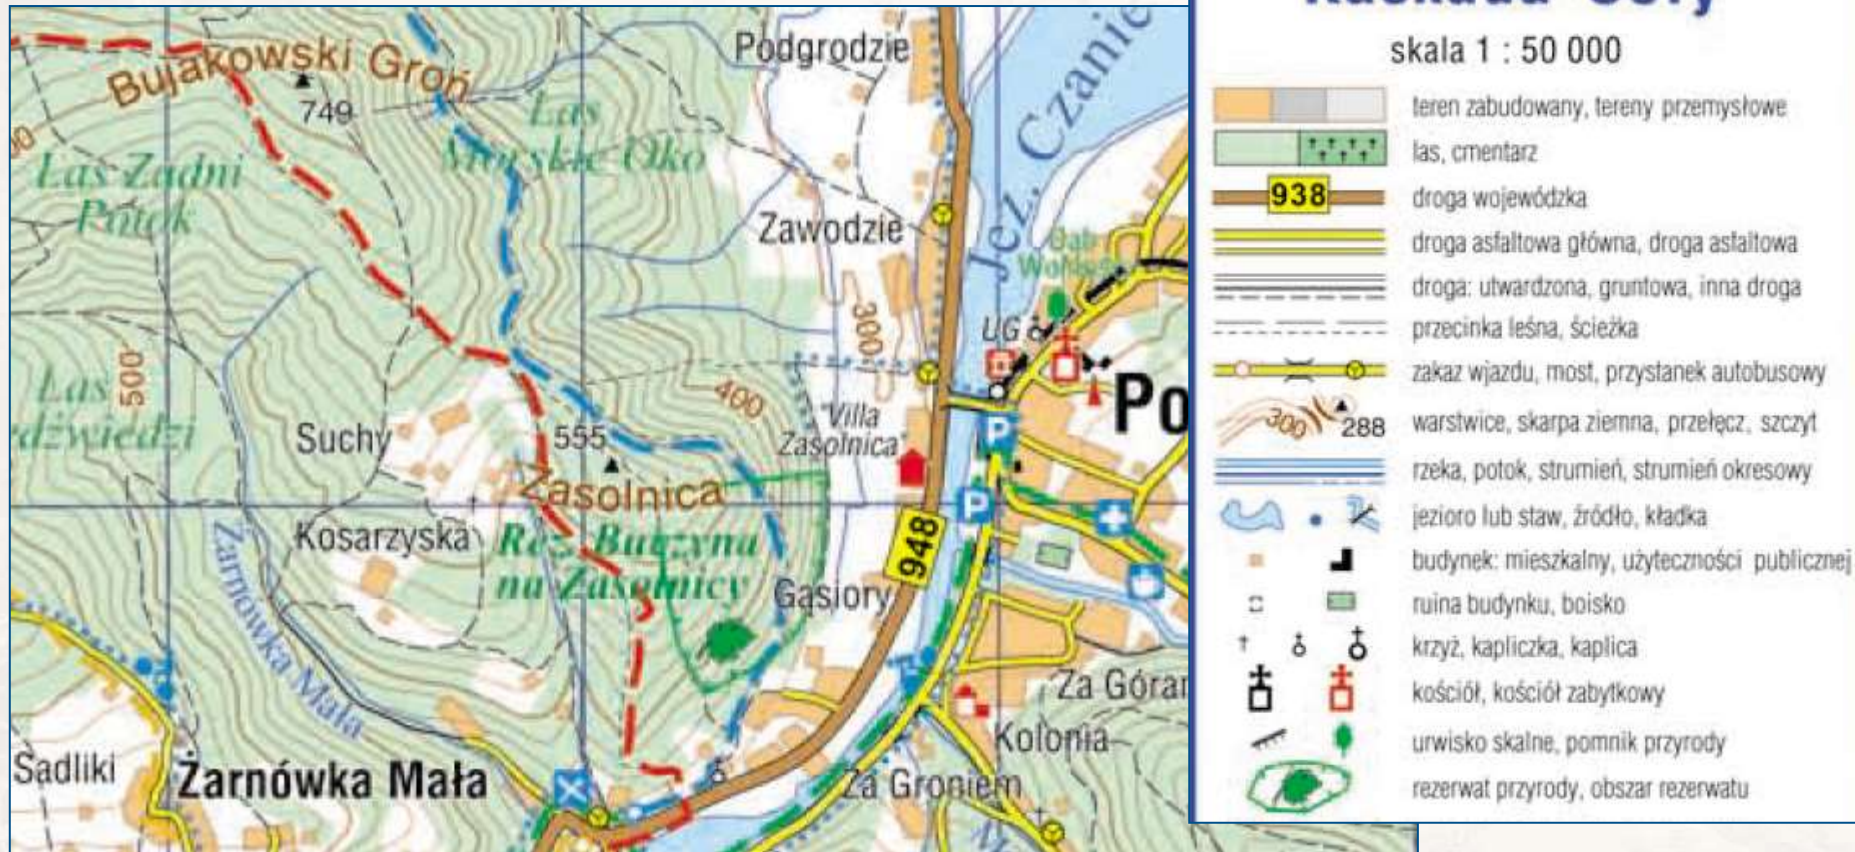 Bujakowski Groń
749
Las Zadni
Potok
Las
Morskie Oko
Podgrodzie
Jez. Czanie
Zawodzie
300
Dąb
UG
Po
500
Las
dźwiedzi
Suchy
555
Zasolnica
400
"Villa
Zasolnica"
P
P
Kosarzyska
Rez. Buczyna
na Zasolnicy
948
Gąsiory
Żarnówka Mała
Sadliki
Żarnówka Mała
Za Górą
Kolonia
Za Groniem
skala 1 : 50 000
teren zabudowany, tereny przemysłowe
las, cmentarz
938
droga wojewódzka
droga asfaltowa główna, droga asfaltowa
droga: utwardzona, gruntowa, inna droga
przecinka leśna, ścieżka
zakaz wjazdu, most, przystanek autobusowy
300
288
warstwice, skarpa ziemna, przełęcz, szczyt
rzeka, potok, strumień, strumień okresowy
jezioro lub staw, źródło, kładka
budynek: mieszkalny, użyteczności publicznej
ruina budynku, boisko
krzyż, kapliczka, kaplica
kościół, kościół zabytkowy
urwisko skalne, pomnik przyrody
rezerwat przyrody, obszar rezerwatu